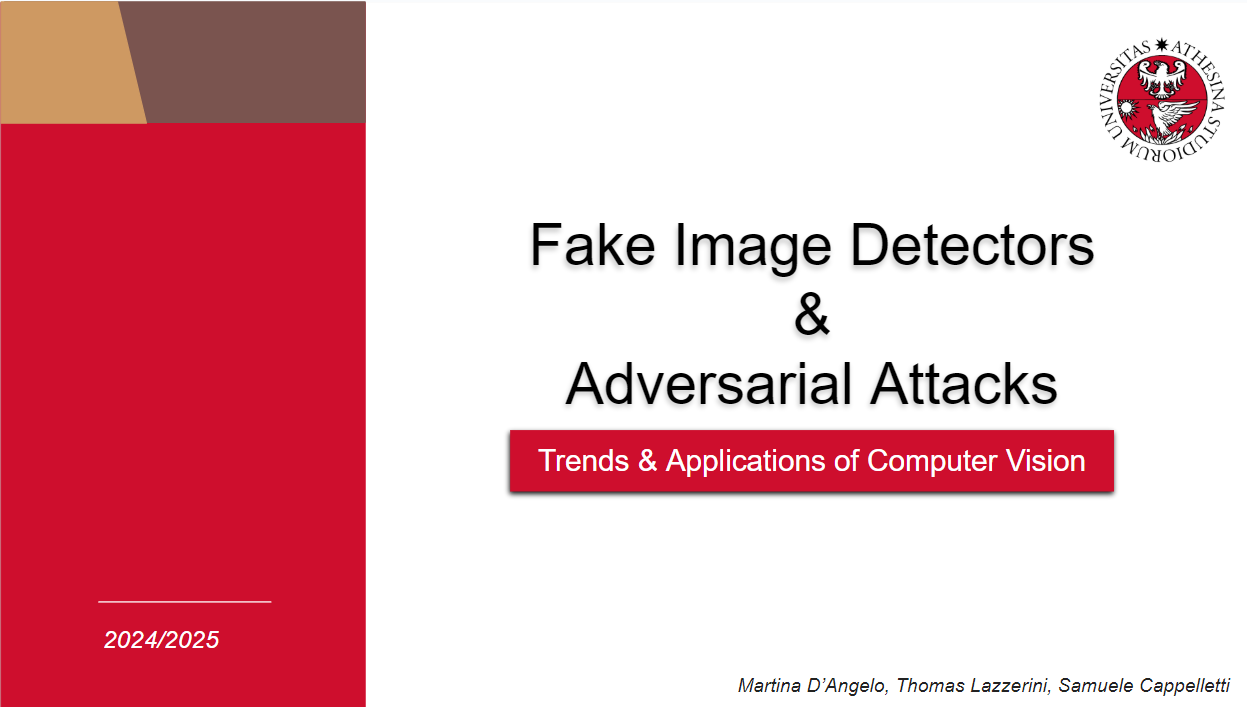 UNIVERSITAS ATHESINA STUDIORUM
Fake Image Detectors
&
Adversarial Attacks
Trends & Applications of Computer Vision
2024/2025
Martina D’Angelo, Thomas Lazzerini, Samuele Cappelletti